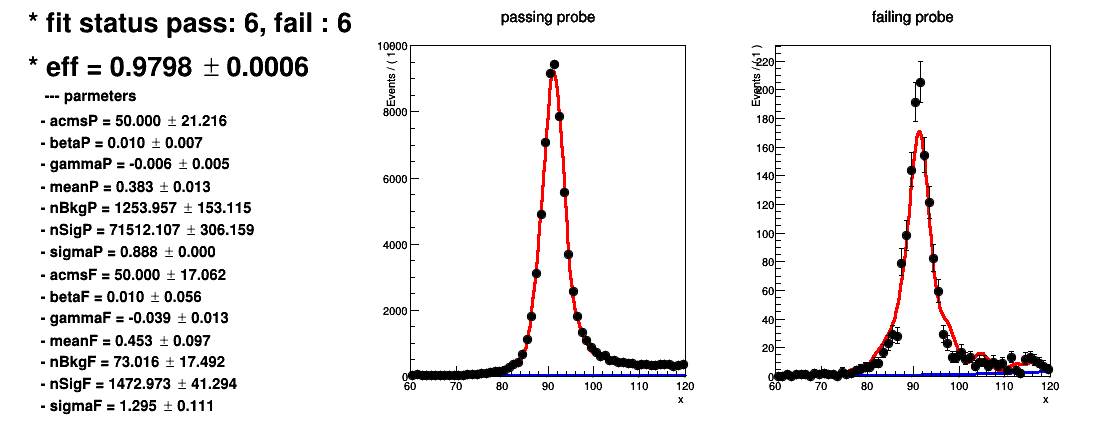 * fit status pass: 6, fail : 6
* eff = 0.9798 ± 0.0006
--- parmeters
- acmsP = 50.000 ± 21.216
- betaP = 0.010 ± 0.007
- gammaP = -0.006 ± 0.005
- meanP = 0.383 ± 0.013
- nBkgP = 1253.957 ± 153.115
- nSigP = 71512.107 ± 306.159
- sigmaP = 0.888 ± 0.000
- acmsF = 50.000 ± 17.062
- betaF = 0.010 ± 0.056
- gammaF = -0.039 ± 0.013
- meanF = 0.453 ± 0.097
- nBkgF = 73.016 ± 17.492
- nSigF = 1472.973 ± 41.294
- sigmaF = 1.295 ± 0.111
passing probe
Events / ( 1
8000
6000
4000
2000
0
60 70 80 90 100 110 120
x
failing probe
Events / ( 1 )
220
200
180
160
140
120
100
80
60
40
20
0
60 70 80 90 100 110 120
x